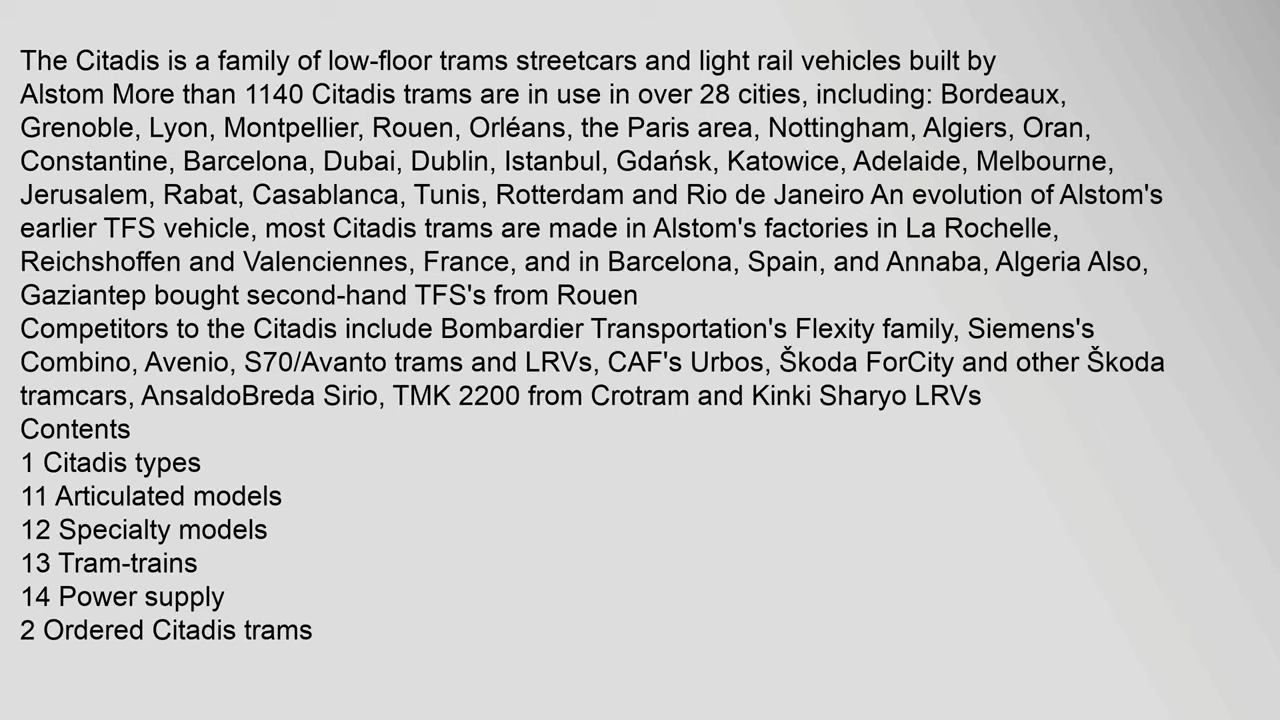 The Citadis is a family of low-floor trams streetcars and light rail vehicles built by
Alstom More than 1140 Citadis trams are in use in over 28 cities, including: Bordeaux,
Grenoble, Lyon, Montpellier, Rouen, Orléans, the Paris area, Nottingham, Algiers, Oran,
Constantine, Barcelona, Dubai, Dublin, Istanbul, Gdańsk, Katowice, Adelaide, Melbourne,
Jerusalem, Rabat, Casablanca, Tunis, Rotterdam and Rio de Janeiro An evolution of Alstom's
earlier TFS vehicle, most Citadis trams are made in Alstom's factories in La Rochelle,
Reichshoffen and Valenciennes, France, and in Barcelona, Spain, and Annaba, Algeria Also,
Gaziantep bought second-hand TFS's from Rouen
Competitors to the Citadis include Bombardier Transportation's Flexity family, Siemens's
Combino, Avenio, S70/Avanto trams and LRVs, CAF's Urbos, Škoda ForCity and other Škoda
tramcars, AnsaldoBreda Sirio, TMK 2200 from Crotram and Kinki Sharyo LRVs
Contents
1 Citadis types
11 Articulated models
12 Specialty models
13 Tram-trains
14 Power supply
2 Ordered Citadis trams